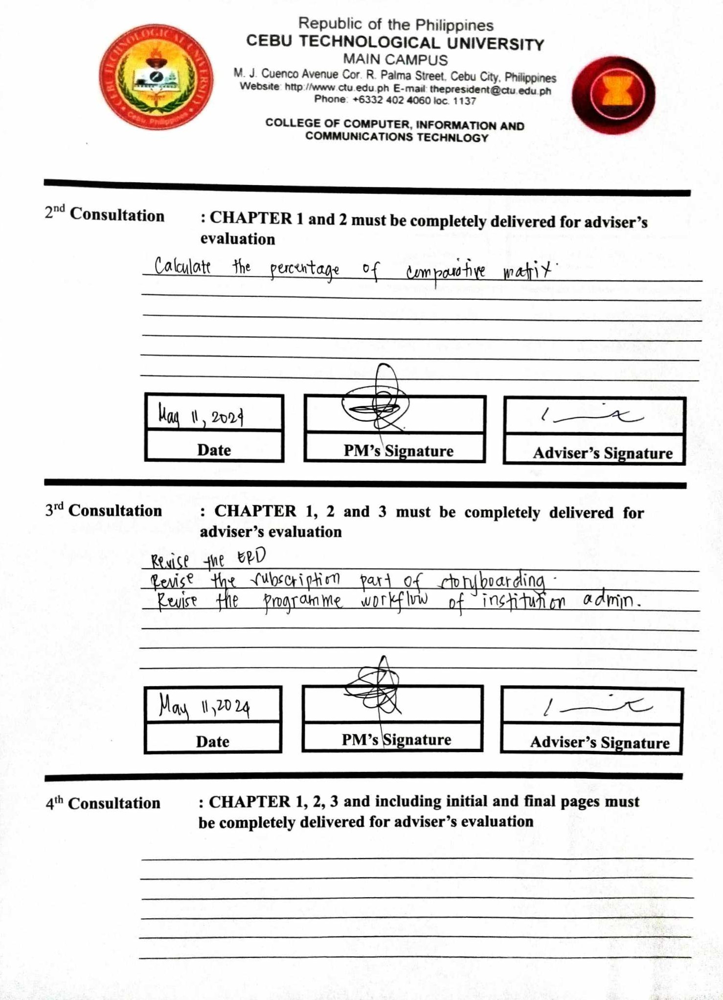 Republic of the Philippines
CEBU TECHNOLOGICAL UNIVERSITY
MAIN CAMPUS
M. J. Cuenco Avenue Cor. R. Palma Street, Cebu City, Philippines
Website: http://www.ctu.edu.ph E-mail: thepresident@ctu.edu.ph
Phone: +6332 402 4060 loc. 1137
COLLEGE OF COMPUTER, INFORMATION AND
COMMUNICATIONS TECHNLOGY
CEBU TECHNOLOGICAL UNIVERSITY
Cebu, Philippines
2nd Consultation : CHAPTER 1 and 2 must be completely delivered for adviser's
evaluation
Calculate the percentage of comparative matrix.
May 11, 2024
Date PM's Signature Adviser's Signature
3rd Consultation : CHAPTER 1, 2 and 3 must be completely delivered for
adviser's evaluation
Revise the ERD
Revise the subscription part of storyboarding.
Revise the programme workflow of institution admin.
May 11, 2024
Date PM's Signature Adviser's Signature
4th Consultation : CHAPTER 1, 2, 3 and including initial and final pages must
be completely delivered for adviser's evaluation